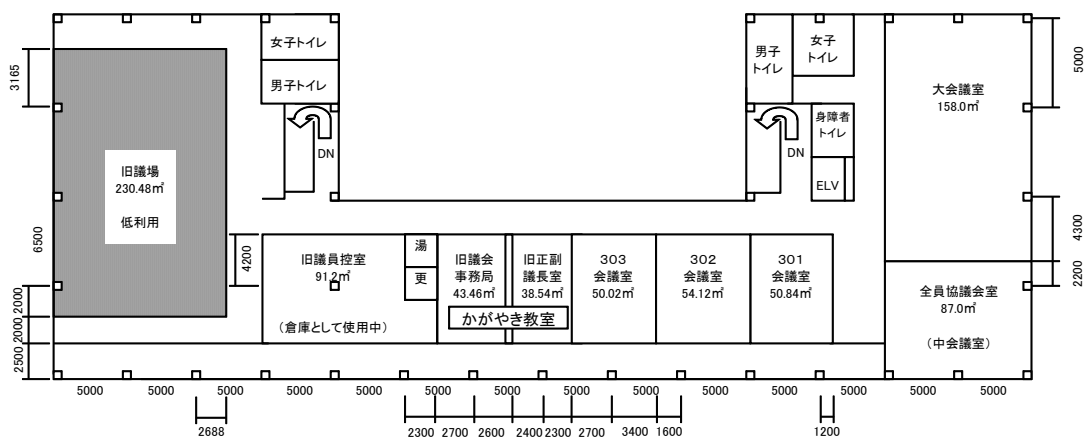 女子トイレ
男子トイレ
DN
旧議場
230.48㎡
低利用
男子
トイレ
女子
トイレ
身障者
トイレ
DN
ELV
大会議室
158.0㎡
全員協議会室
87.0㎡
（中会議室）
旧議員控室
91.2㎡
（倉庫として使用中）
湯
更
旧議会
事務局
43.46㎡
旧正副
議長室
38.54㎡
かがやき教室
303
会議室
50.02㎡
302
会議室
54.12㎡
301
会議室
50.84㎡
3165
6500
2000
2000
2500
4200
5000
4300
2200
5000 5000 5000 5000 5000 5000 5000 5000 5000 5000 5000 5000 5000 5000
2688
2300 2700 2600 2400 2300 2700 3400 1600
1200